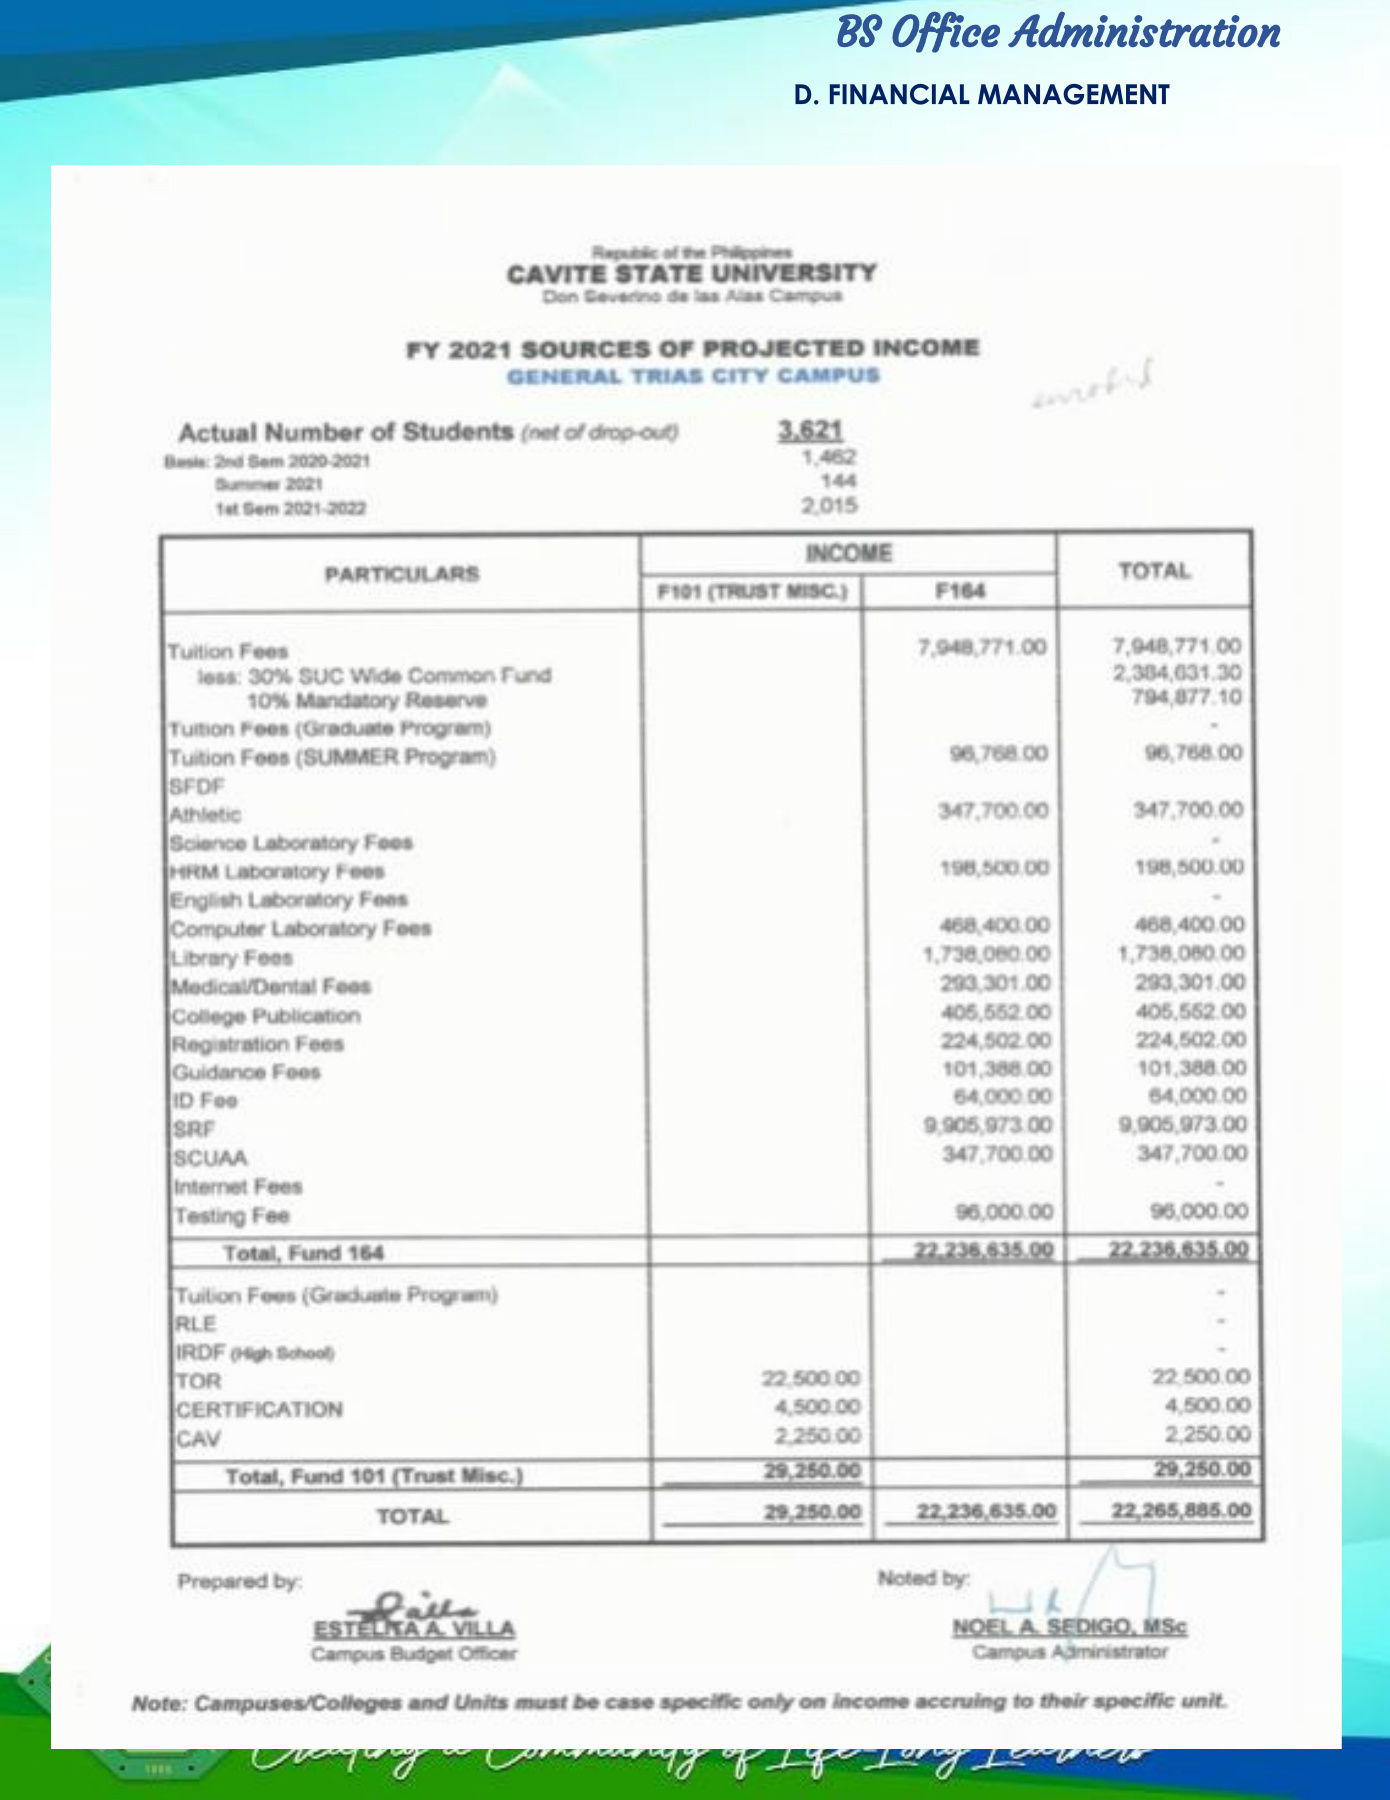 BS Office Administration
D. FINANCIAL MANAGEMENT
Republic of the Philippines
CAVITE STATE UNIVERSITY
Don Severino de las Alas Campus
FY 2021 SOURCES OF PROJECTED INCOME
GENERAL TRIAS CITY CAMPUS
Actual Number of Students (net of drop-out) 3,621
Basis: 2nd Sem 2020-2021 1,462
Summer 2021 144
1st Sem 2021-2022 2,015
PARTICULARS INCOME TOTAL
F101 (TRUST MISC.) F164
Tuition Fees 7,948,771.00 7,948,771.00
less: 30% SUC Wide Common Fund 2,384,631.30
10% Mandatory Reserve 794,877.10
Tuition Fees (Graduate Program) -
Tuition Fees (SUMMER Program) 96,768.00 96,768.00
SFDF
Athletic 347,700.00 347,700.00
Science Laboratory Fees -
HRM Laboratory Fees 198,500.00 198,500.00
English Laboratory Fees -
Computer Laboratory Fees 468,400.00 468,400.00
Library Fees 1,738,080.00 1,738,080.00
Medical/Dental Fees 293,301.00 293,301.00
College Publication 405,552.00 405,552.00
Registration Fees 224,502.00 224,502.00
Guidance Fees 101,388.00 101,388.00
ID Fee 64,000.00 64,000.00
SRF 9,905,973.00 9,905,973.00
SCUAA 347,700.00 347,700.00
Internet Fees -
Testing Fee 96,000.00 96,000.00
Total, Fund 164 22,236,635.00 22,236,635.00
Tuition Fees (Graduate Program) -
RLE -
IRDF (High School) -
TOR 22,500.00 22,500.00
CERTIFICATION 4,500.00 4,500.00
CAV 2,250.00 2,250.00
Total, Fund 101 (Trust Misc.) 29,250.00 29,250.00
TOTAL 29,250.00 22,236,635.00 22,265,885.00
Prepared by: Noted by:
ESTELITA A. VILLA NOEL A. SEDIGO, MSc
Campus Budget Officer Campus Administrator
Note: Campuses/Colleges and Units must be case specific only on income accruing to their specific unit.
Creating a Community of Life-Long Learners